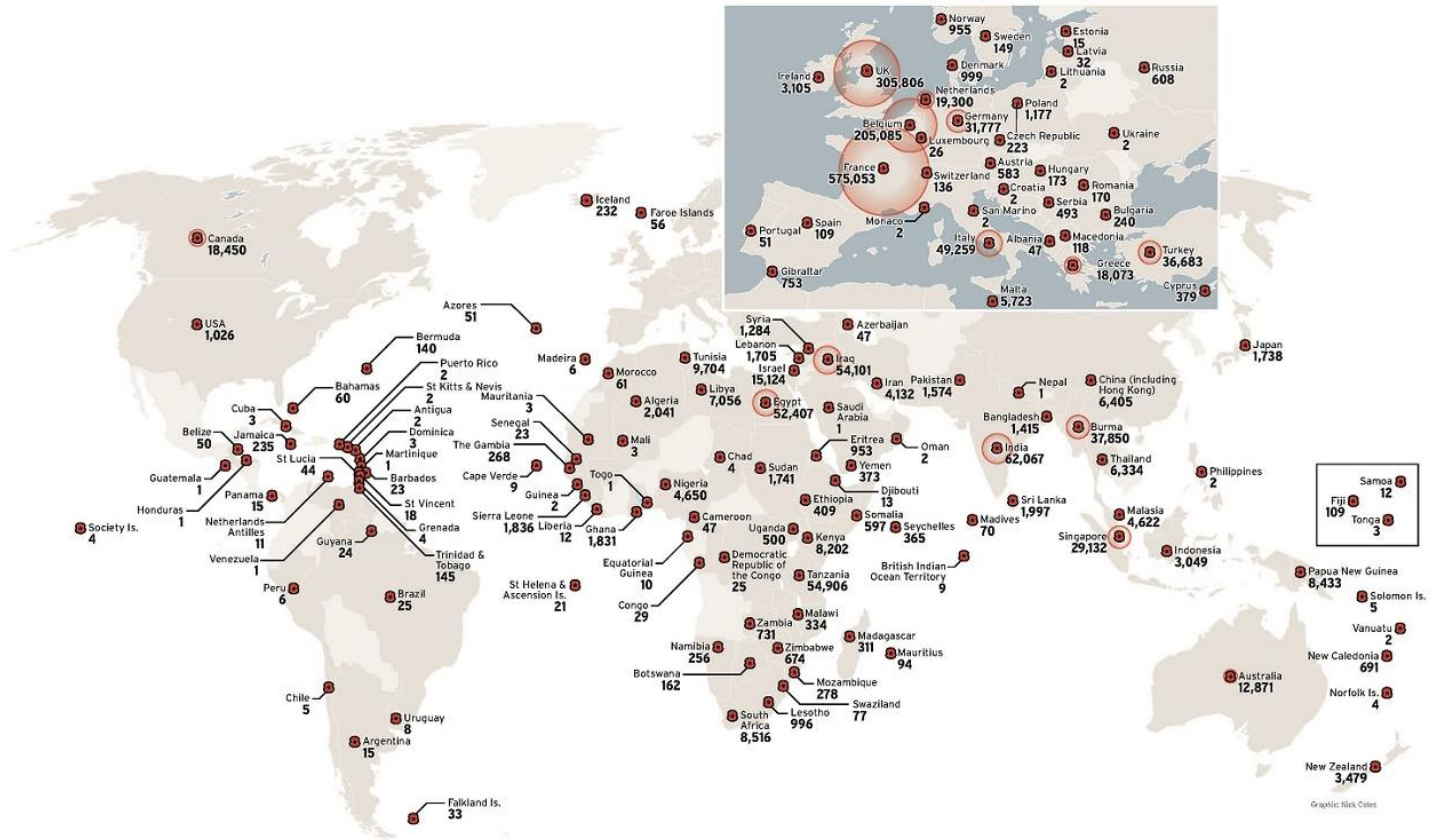 Norway
955
Sweden
149
Estonia
15
Latvia
32
Lithuania
2
Russia
608
Denmark
999
Ireland
3,105
UK
305,806
Netherlands
19,300
Poland
1,177
Germany
31,777
Belgium
205,085
Luxembourg
26
Czech Republic
223
Ukraine
2
France
575,053
Switzerland
136
Austria
583
Hungary
173
Croatia
2
Romania
170
Serbia
493
Bulgaria
240
Monaco
2
San Marino
2
Portugal
51
Spain
109
Italy
49,259
Albania
47
Macedonia
118
Turkey
36,683
Greece
18,073
Gibraltar
753
Malta
5,723
Cyprus
379
Iceland
232
Faroe Islands
56
Canada
18,450
USA
1,026
Azores
51
Bermuda
140
Madeira
6
Puerto Rico
2
Bahamas
60
St Kitts & Nevis
2
Cuba
3
Antigua
2
Belize
50
Jamaica
235
Dominica
3
St Lucia
44
Martinique
1
Guatemala
1
Barbados
23
Panama
15
Honduras
1
St Vincent
18
Netherlands
Antilles
11
Grenada
4
Society Is.
4
Venezuela
1
Guyana
24
Trinidad &
Tobago
145
Peru
6
Brazil
25
Chile
5
Uruguay
8
Argentina
15
Falkland Is.
33
Morocco
61
Tunisia
9,704
Algeria
2,041
Libya
7,056
Mauritania
3
Senegal
23
Mali
3
The Gambia
268
Cape Verde
9
Togo
1
Guinea
2
Sierra Leone
1,836
Liberia
12
Ghana
1,831
Nigeria
4,650
Chad
4
Sudan
1,741
Cameroon
47
Equatorial
Guinea
10
Congo
29
St Helena &
Ascension Is.
21
Democratic
Republic of
the Congo
25
Uganda
500
Kenya
8,202
Tanzania
54,906
Malawi
334
Zambia
731
Zimbabwe
674
Namibia
256
Botswana
162
Mozambique
278
Swaziland
77
Lesotho
996
South
Africa
8,516
Madagascar
311
Mauritius
94
Syria
1,284
Lebanon
1,705
Israel
15,124
Azerbaijan
47
Iraq
54,101
Egypt
52,407
Iran
4,132
Saudi
Arabia
1
Eritrea
953
Oman
2
Yemen
373
Djibouti
13
Ethiopia
409
Somalia
597
Seychelles
365
British Indian
Ocean Territory
9
Pakistan
1,574
Nepal
1
China (including
Hong Kong)
6,405
Japan
1,738
Bangladesh
1,415
Burma
37,850
India
62,067
Thailand
6,334
Philippines
2
Sri Lanka
1,997
Madives
70
Malasia
4,622
Singapore
29,132
Indonesia
3,049
Samoa
12
Fiji
109
Tonga
3
Papua New Guinea
8,433
Solomon Is.
5
Vanuatu
2
New Caledonia
691
Australia
12,871
Norfolk Is.
4
New Zealand
3,479
Graphic: Nick Coles